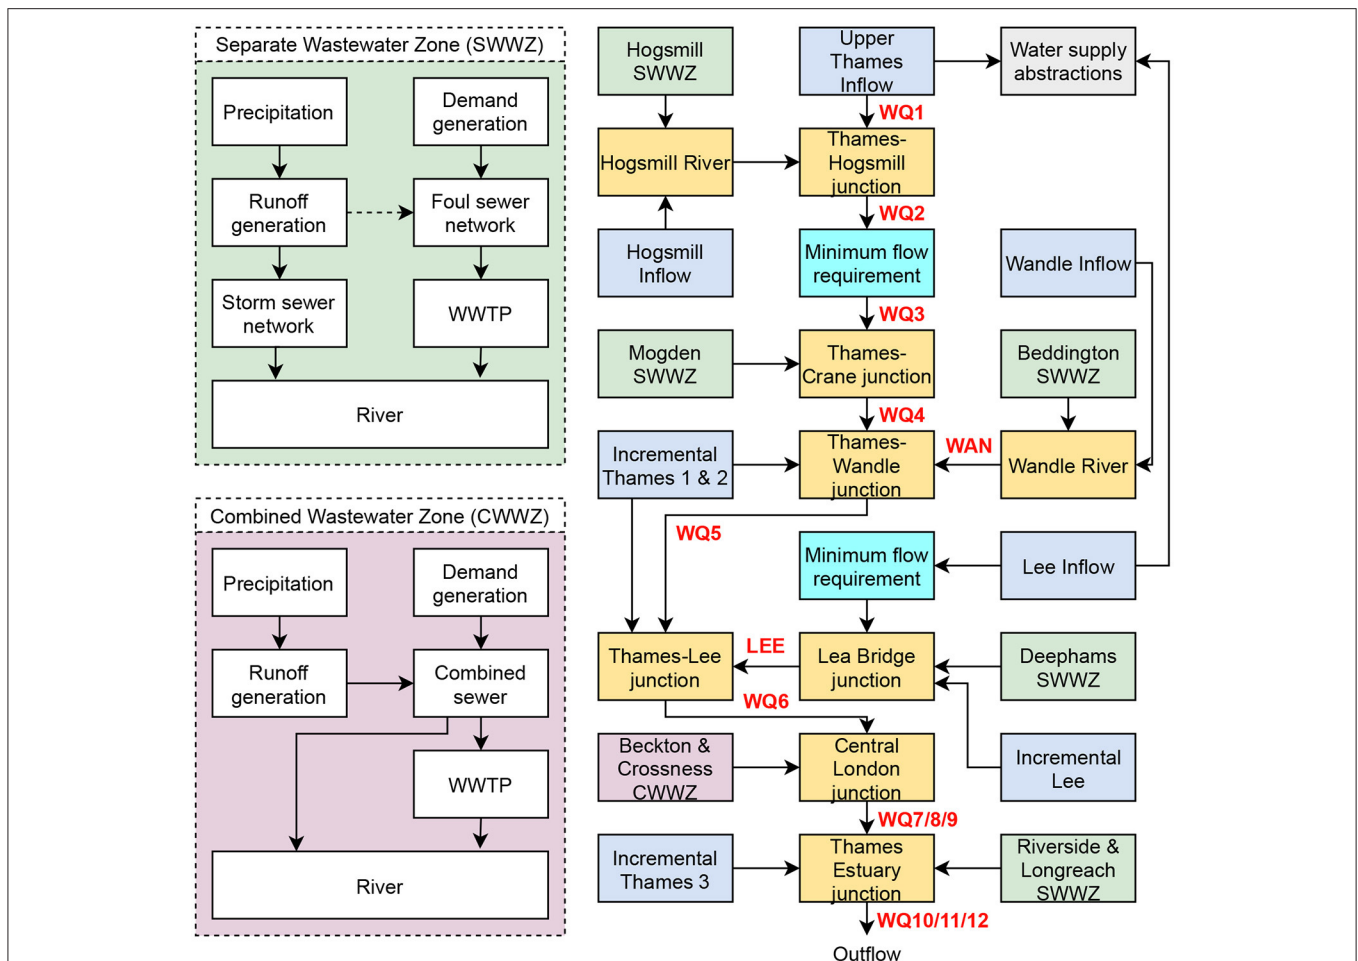 Separate Wastewater Zone (SWWZ)
Precipitation
Demand
generation
Runoff
generation
Foul sewer
network
Storm sewer
network
WWTP
River
Combined Wastewater Zone (CWWZ)
Precipitation
Demand
generation
Runoff
generation
Combined
sewer
WWTP
River
Hogsmill
SWWZ
Upper
Thames
Inflow
Water supply
abstractions
WQ1
Hogsmill River
Thames-
Hogsmill
junction
WQ2
Hogsmill
Inflow
Minimum flow
requirement
Wandle Inflow
WQ3
Mogden
SWWZ
Thames-
Crane junction
Beddington
SWWZ
WQ4
Incremental
Thames 1 & 2
Thames-
Wandle
junction
WAN
Wandle River
WQ5
Minimum flow
requirement
Lee Inflow
Thames-Lee
junction
LEE
Lea Bridge
junction
Deephams
SWWZ
WQ6
Beckton &
Crossness
CWWZ
Central
London
junction
Incremental
Lee
WQ7/8/9
Incremental
Thames 3
Thames
Estuary
junction
Riverside &
Longreach
SWWZ
WQ10/11/12
Outflow